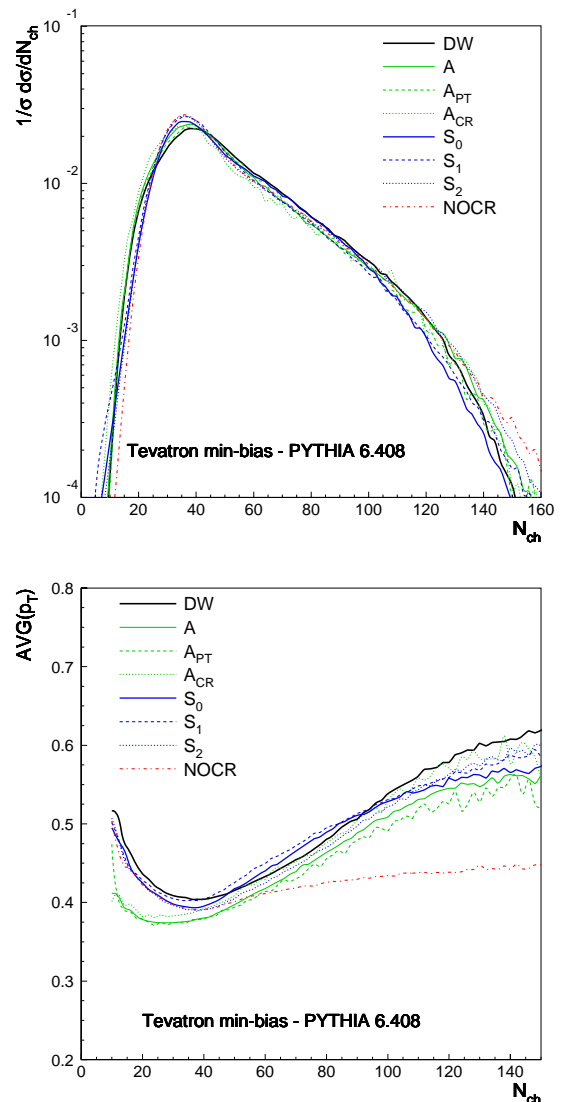 1/σ dσ/dN_ch
10^-1
10^-2
10^-3
10^-4
DW
A
A_PT
A_CR
S_0
S_1
S_2
NOCR
Tevatron min-bias - PYTHIA 6.408
0 20 40 60 80 100 120 140 160
N_ch
AVG(p_T)
0.8
0.7
0.6
0.5
0.4
0.3
0.2
DW
A
A_PT
A_CR
S_0
S_1
S_2
NOCR
Tevatron min-bias - PYTHIA 6.408
0 20 40 60 80 100 120 140
N_ch